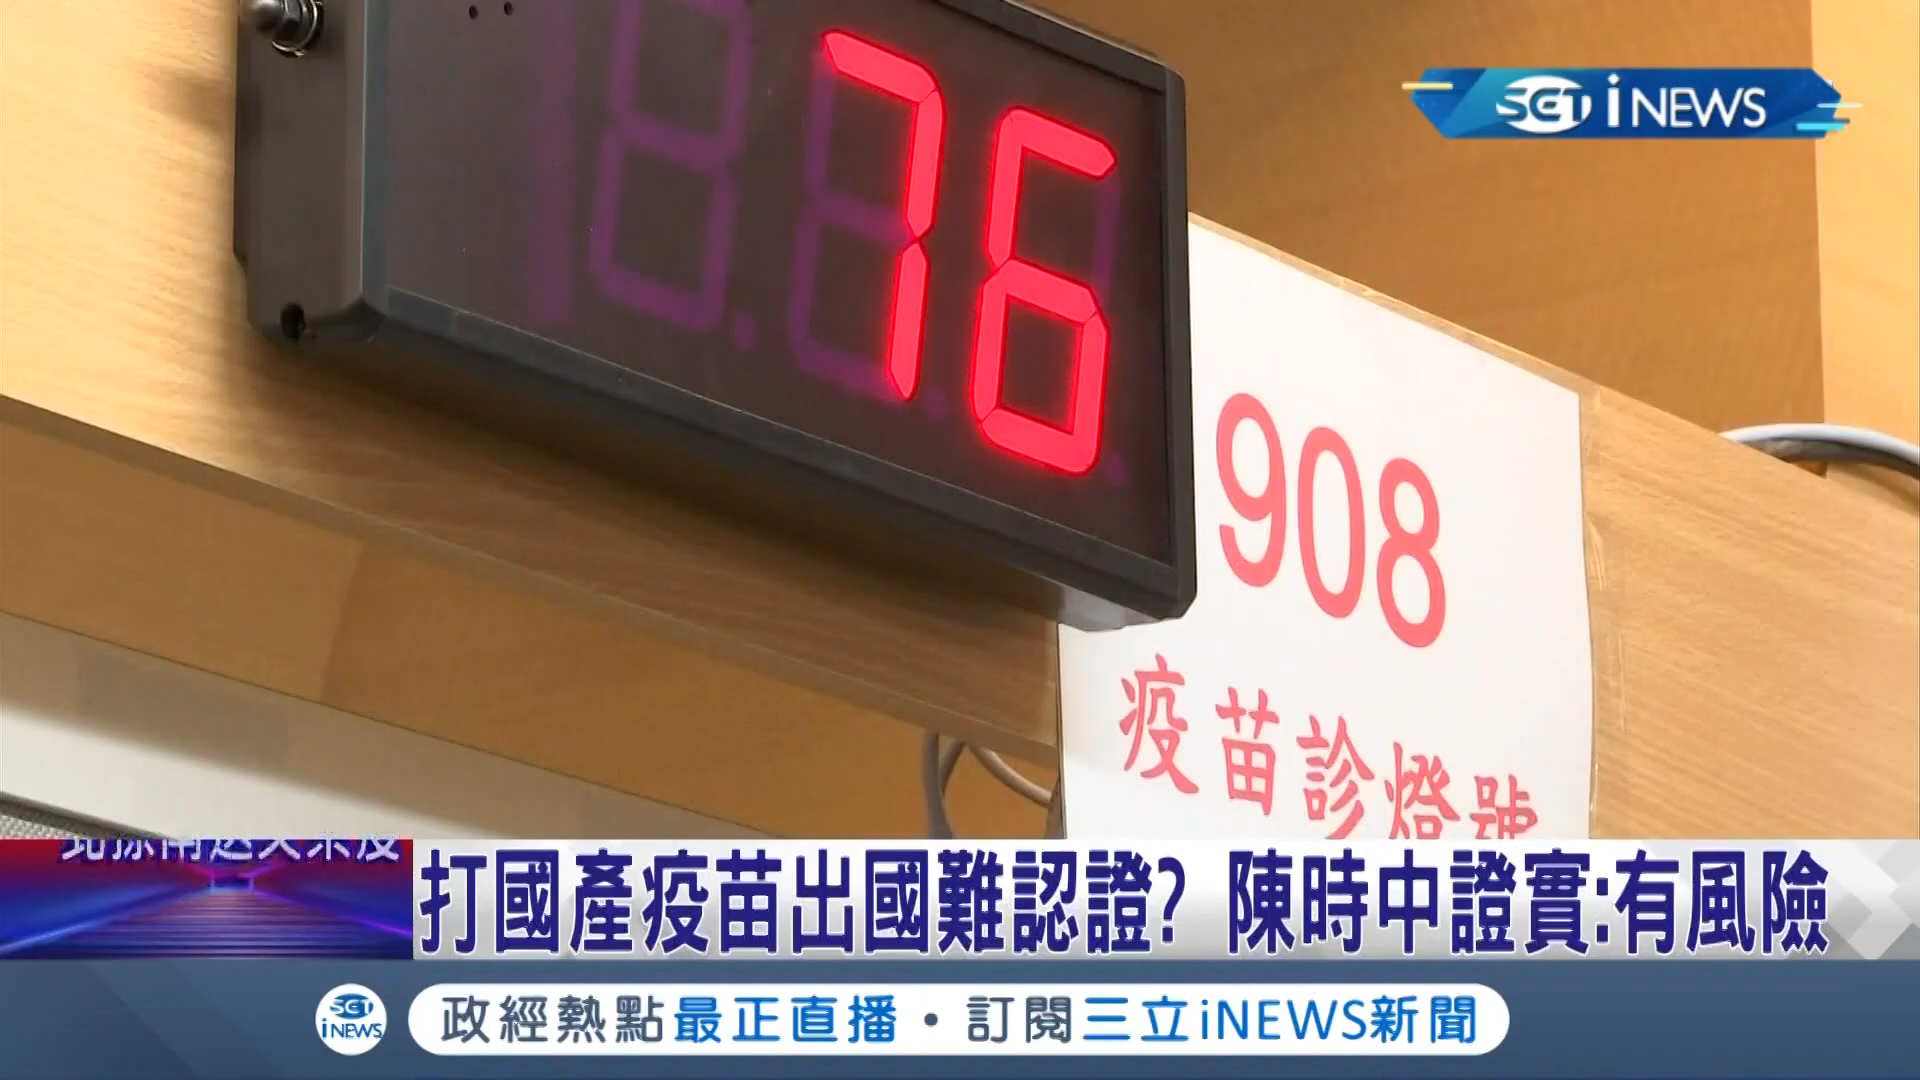 76
SET iNEWS
908
疫苗診燈號
打國產疫苗出國難認證? 陳時中證實:有風險
SET iNEWS
政經熱點最正直播・訂閱三立iNEWS新聞